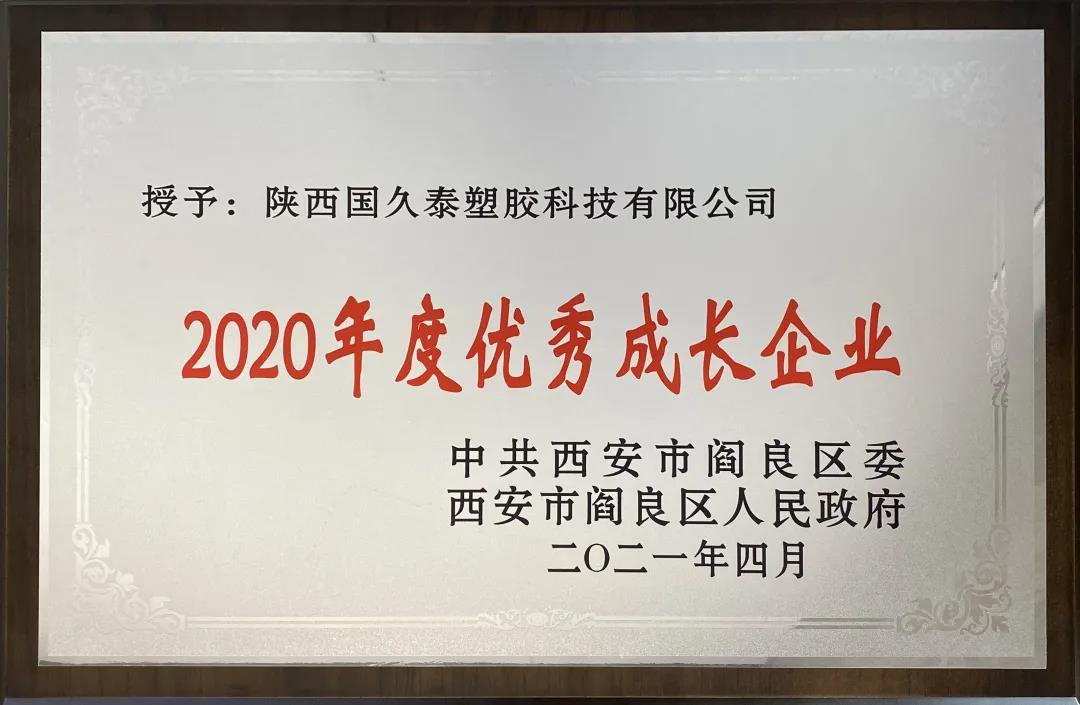 授予：陕西国久泰塑胶科技有限公司
2020年度优秀成长企业
中共西安市阎良区委
西安市阎良区人民政府
二〇二一年四月